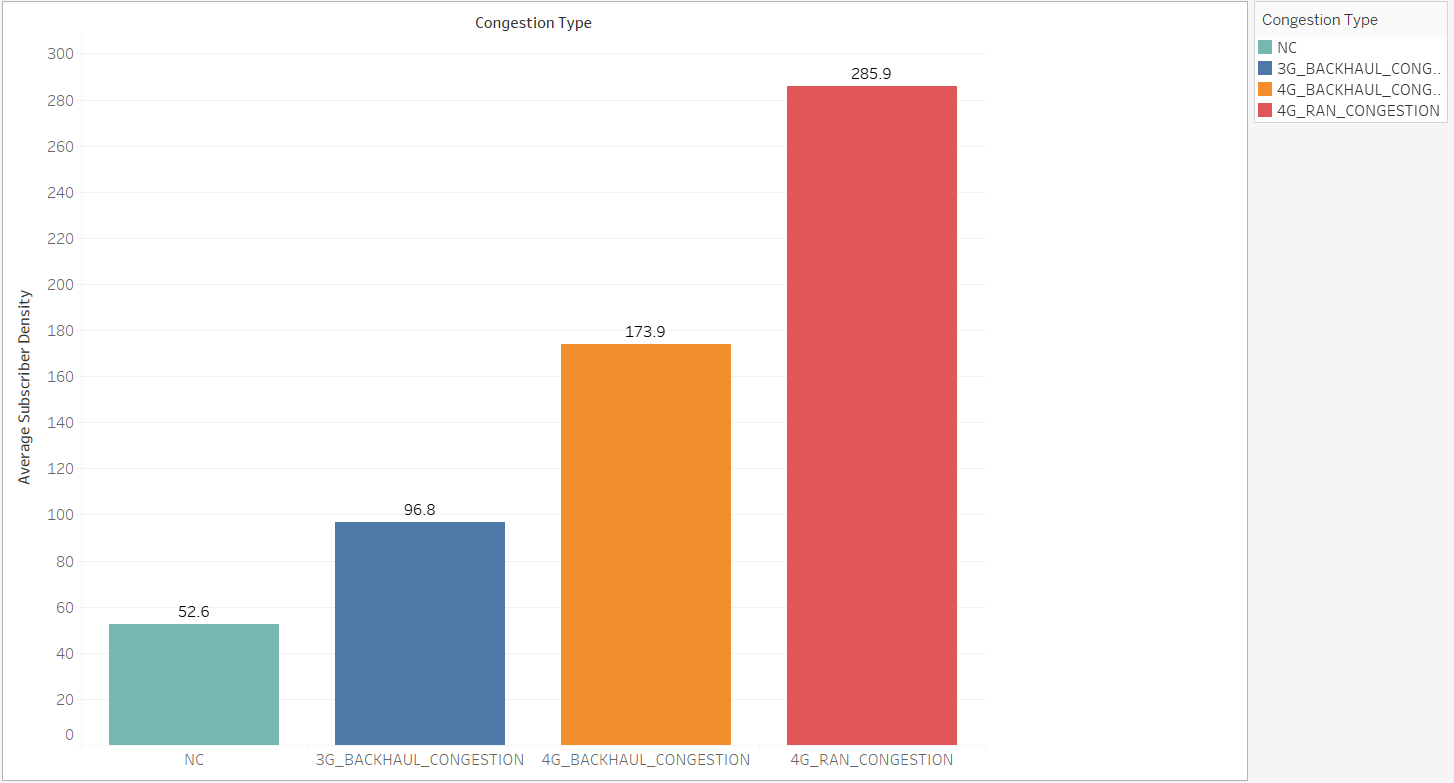 Congestion Type
300
280
260
240
220
200
180
160
140
120
100
80
60
40
20
0
Average Subscriber Density
52.6
96.8
173.9
285.9
NC
3G_BACKHAUL_CONGESTION
4G_BACKHAUL_CONGESTION
4G_RAN_CONGESTION
Congestion Type
NC
3G_BACKHAUL_CONG..
4G_BACKHAUL_CONG..
4G_RAN_CONGESTION